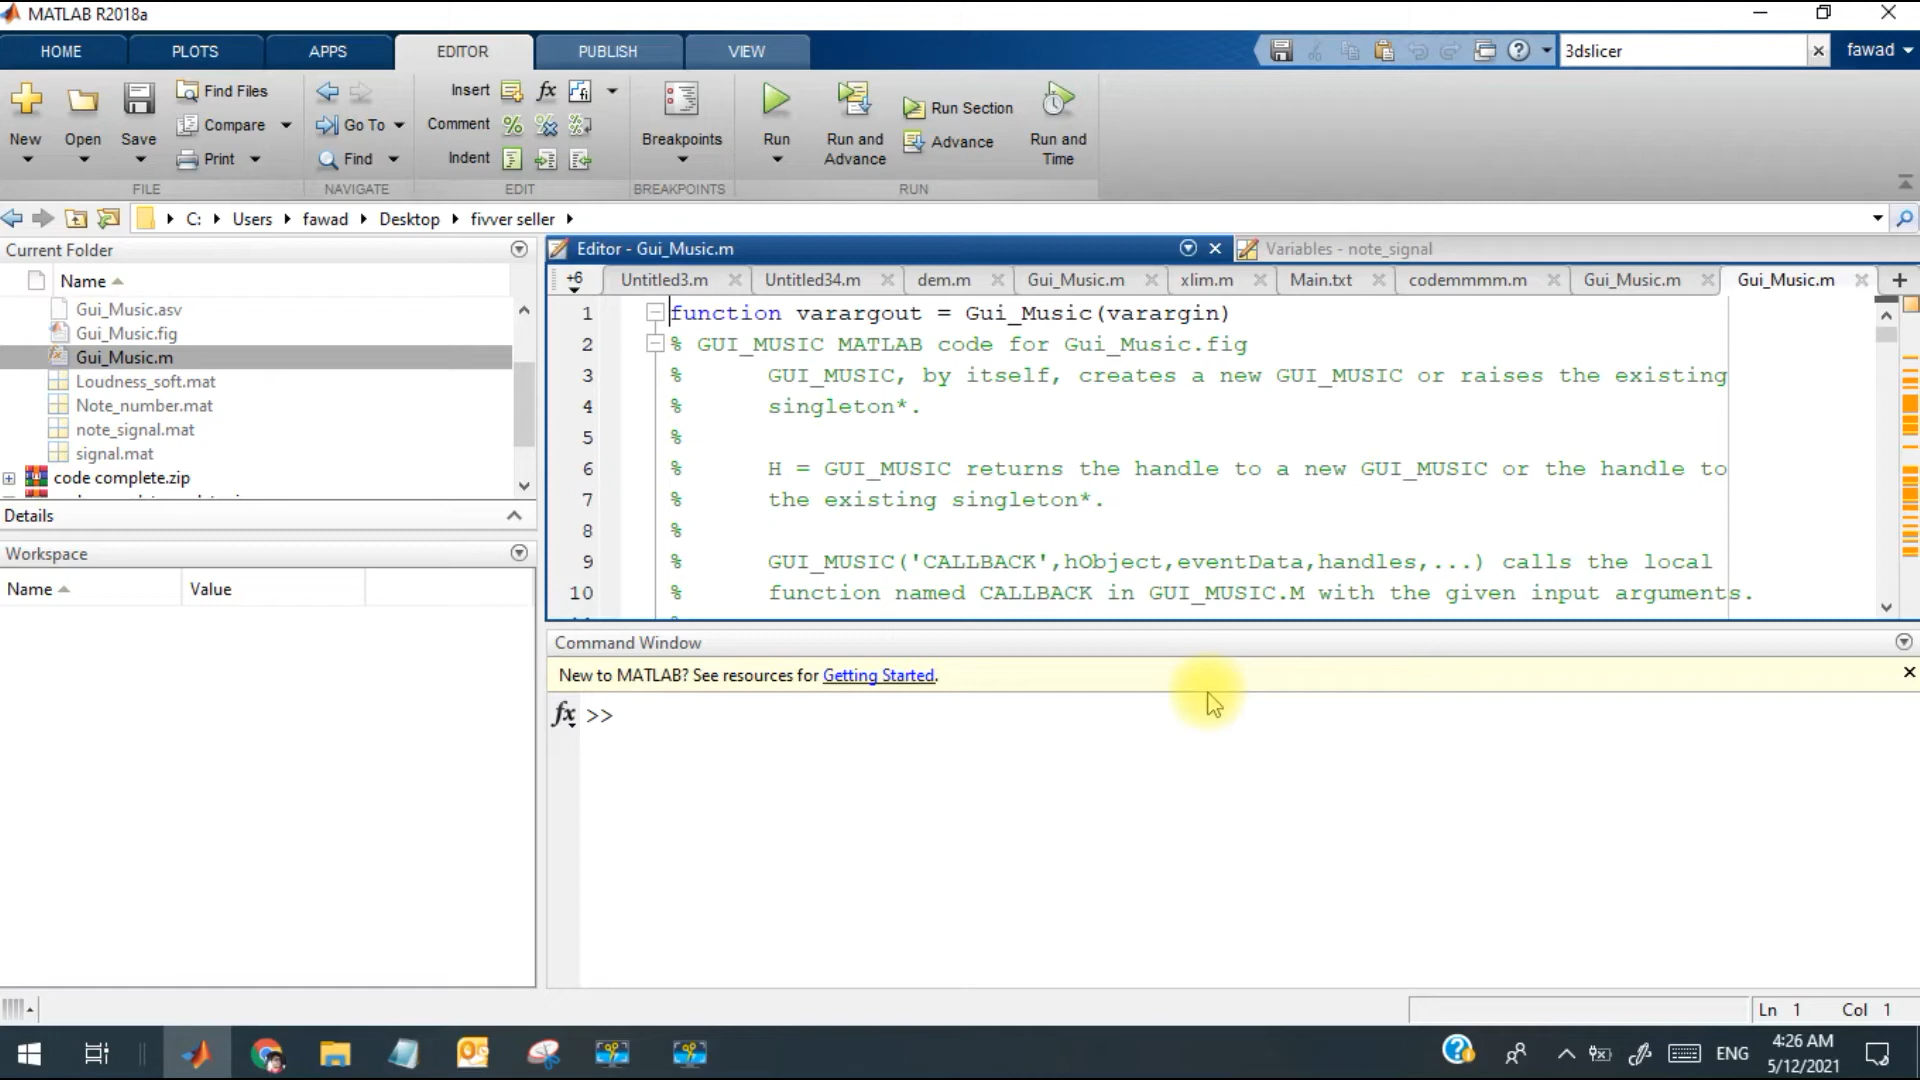 MATLAB R2018a
HOME PLOTS APPS EDITOR PUBLISH VIEW 3dslicer fawad
New Open Save Find Files Compare Print
FILE
Go To Find
NAVIGATE
Insert fx
Comment
Indent
EDIT
Breakpoints
BREAKPOINTS
Run Run and Advance Run Section Advance Run and Time
RUN
C: Users fawad Desktop fivver seller
Current Folder
Name
Gui_Music.asv
Gui_Music.fig
Gui_Music.m
Loudness_soft.mat
Note_number.mat
note_signal.mat
signal.mat
code complete.zip
Details
Workspace
Name Value
Editor - Gui_Music.m Variables - note_signal
+6 Untitled3.m Untitled34.m dem.m Gui_Music.m xlim.m Main.txt codemmmm.m Gui_Music.m Gui_Music.m
1 function varargout = Gui_Music(varargin)
2 % GUI_MUSIC MATLAB code for Gui_Music.fig
3 % GUI_MUSIC, by itself, creates a new GUI_MUSIC or raises the existing
4 % singleton*.
5 %
6 % H = GUI_MUSIC returns the handle to a new GUI_MUSIC or the handle to
7 % the existing singleton*.
8 %
9 % GUI_MUSIC('CALLBACK',hObject,eventData,handles,...) calls the local
10 % function named CALLBACK in GUI_MUSIC.M with the given input arguments.
Command Window
New to MATLAB? See resources for Getting Started.
fx >>
Ln 1 Col 1
ENG 4:26 AM
5/12/2021